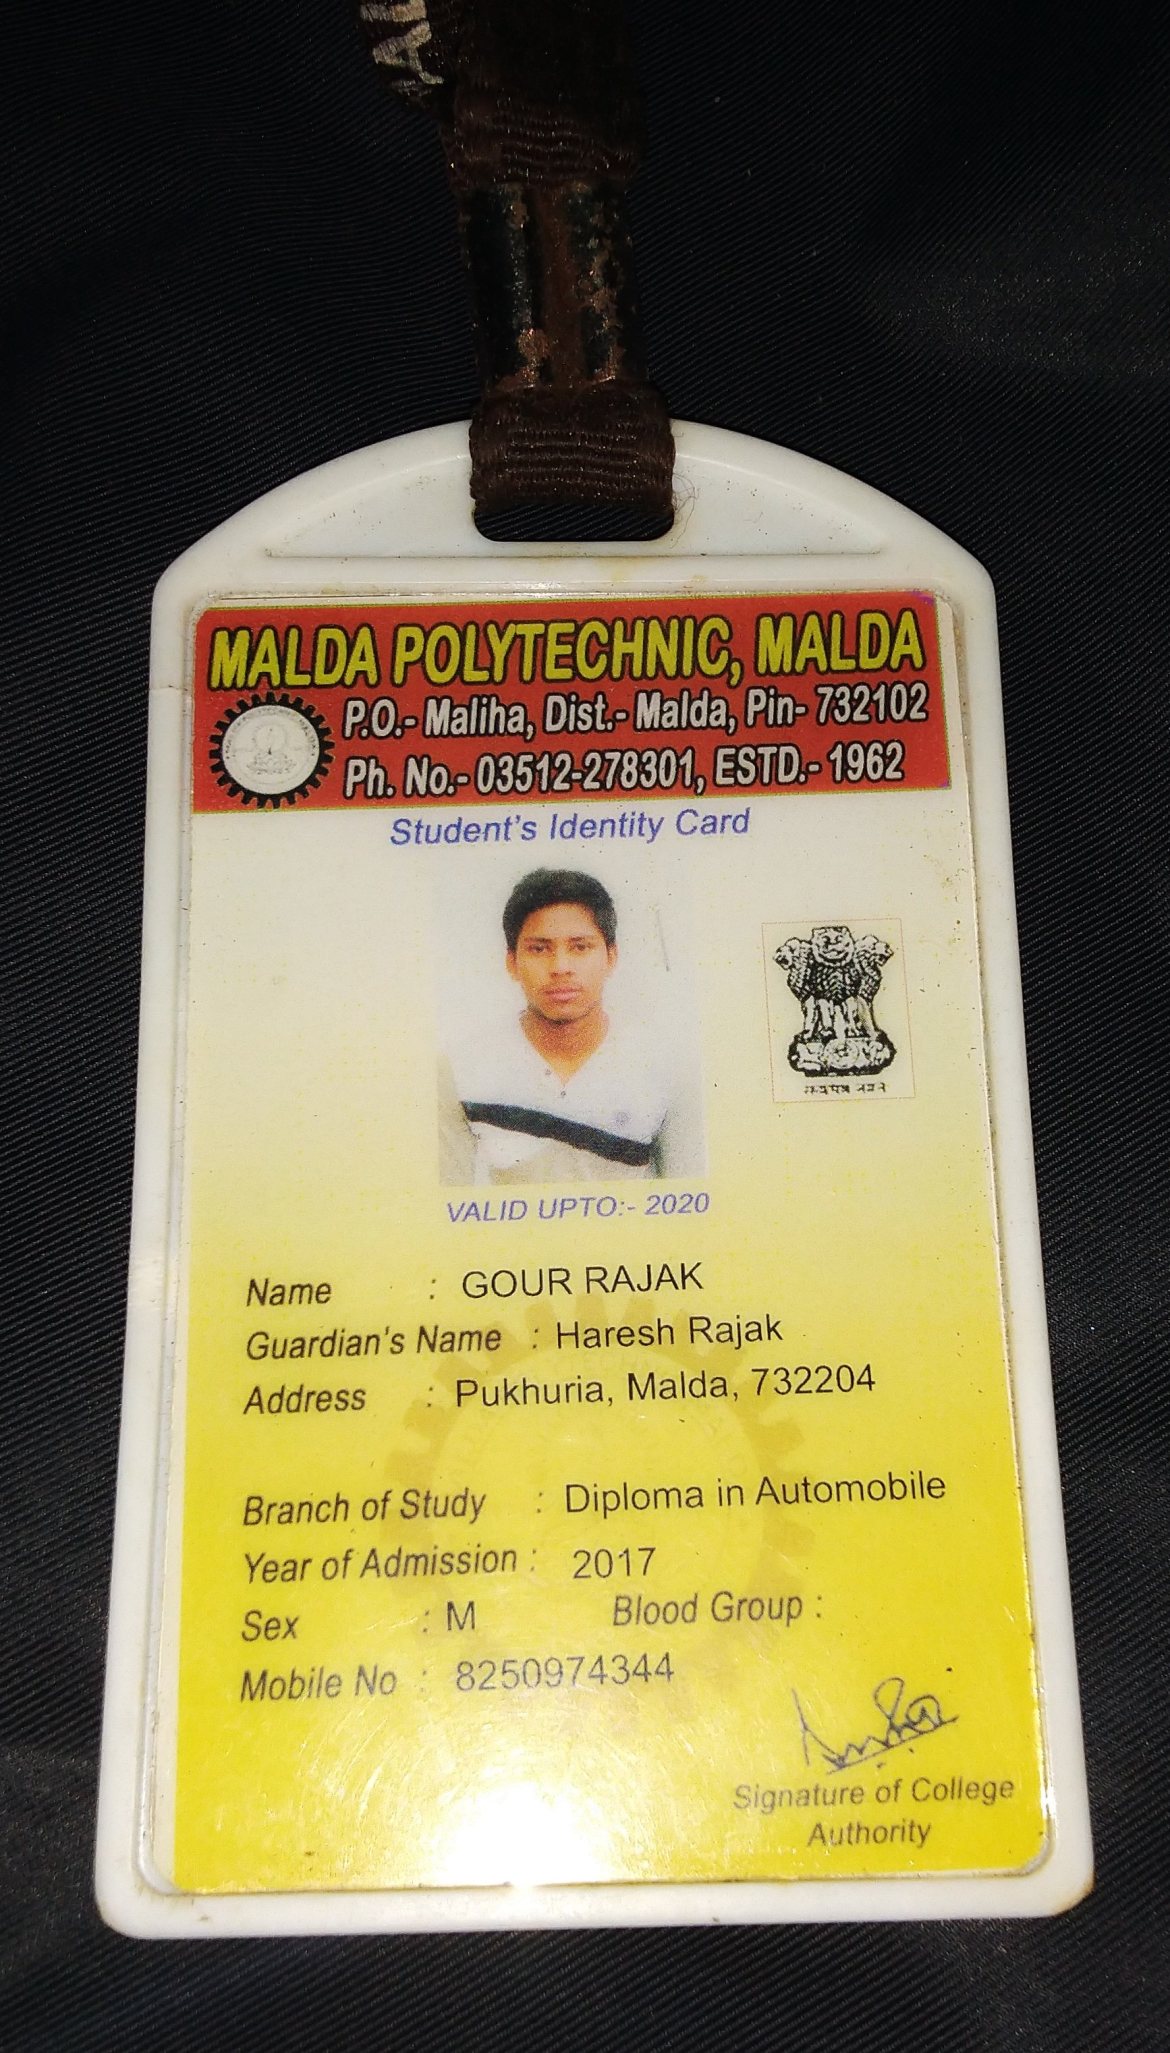 MALDA POLYTECHNIC, MALDA
P.O.- Maliha, Dist.- Malda, Pin- 732102
Ph. No.- 03512-278301, ESTD.- 1962
Student's Identity Card
VALID UPTO:- 2020
Name : GOUR RAJAK
Guardian's Name : Haresh Rajak
Address : Pukhuria, Malda, 732204
Branch of Study : Diploma in Automobile
Year of Admission : 2017
Sex : M Blood Group :
Mobile No : 8250974344
Signature of College
Authority